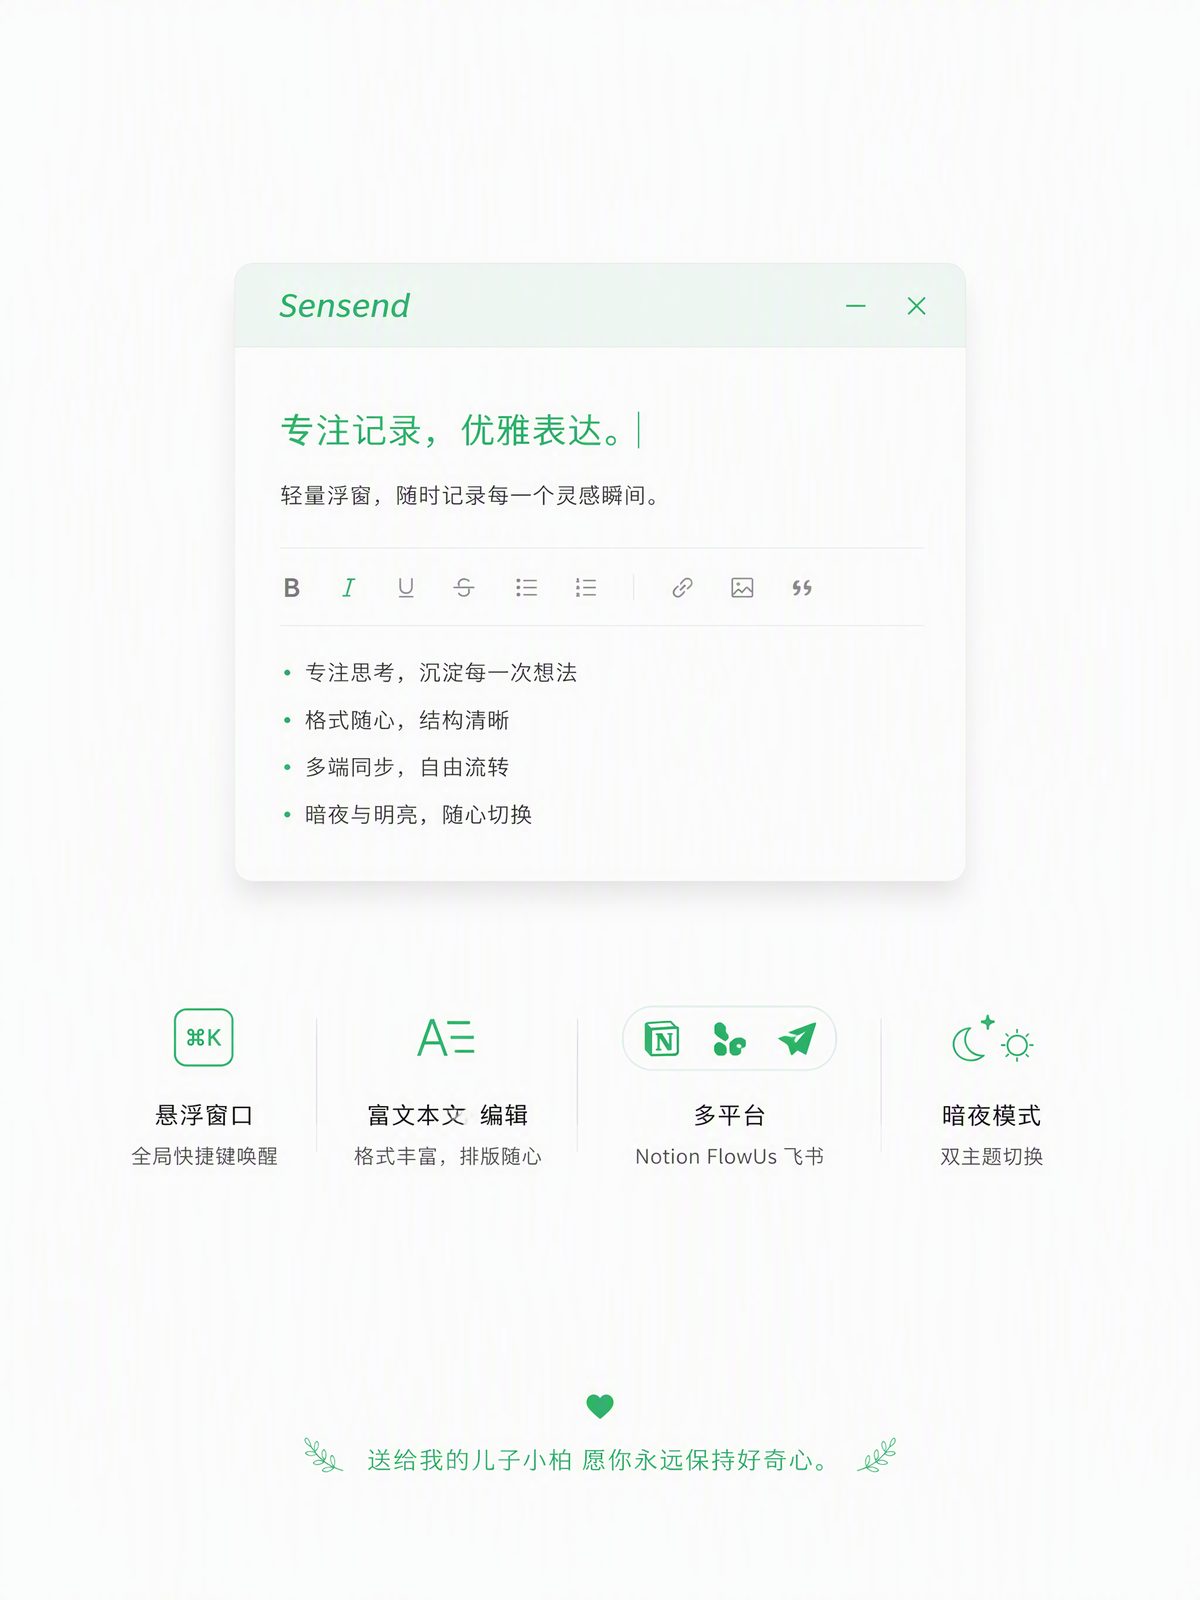 Sensend
专注记录，优雅表达。
轻量浮窗，随时记录每一个灵感瞬间。
B I U S
专注思考，沉淀每一次想法
格式随心，结构清晰
多端同步，自由流转
暗夜与明亮，随心切换
⌘K
A
N
悬浮窗口
富文本文 编辑
多平台
暗夜模式
全局快捷键唤醒
格式丰富，排版随心
Notion FlowUs 飞书
双主题切换
送给我的儿子小柏 愿你永远保持好奇心。